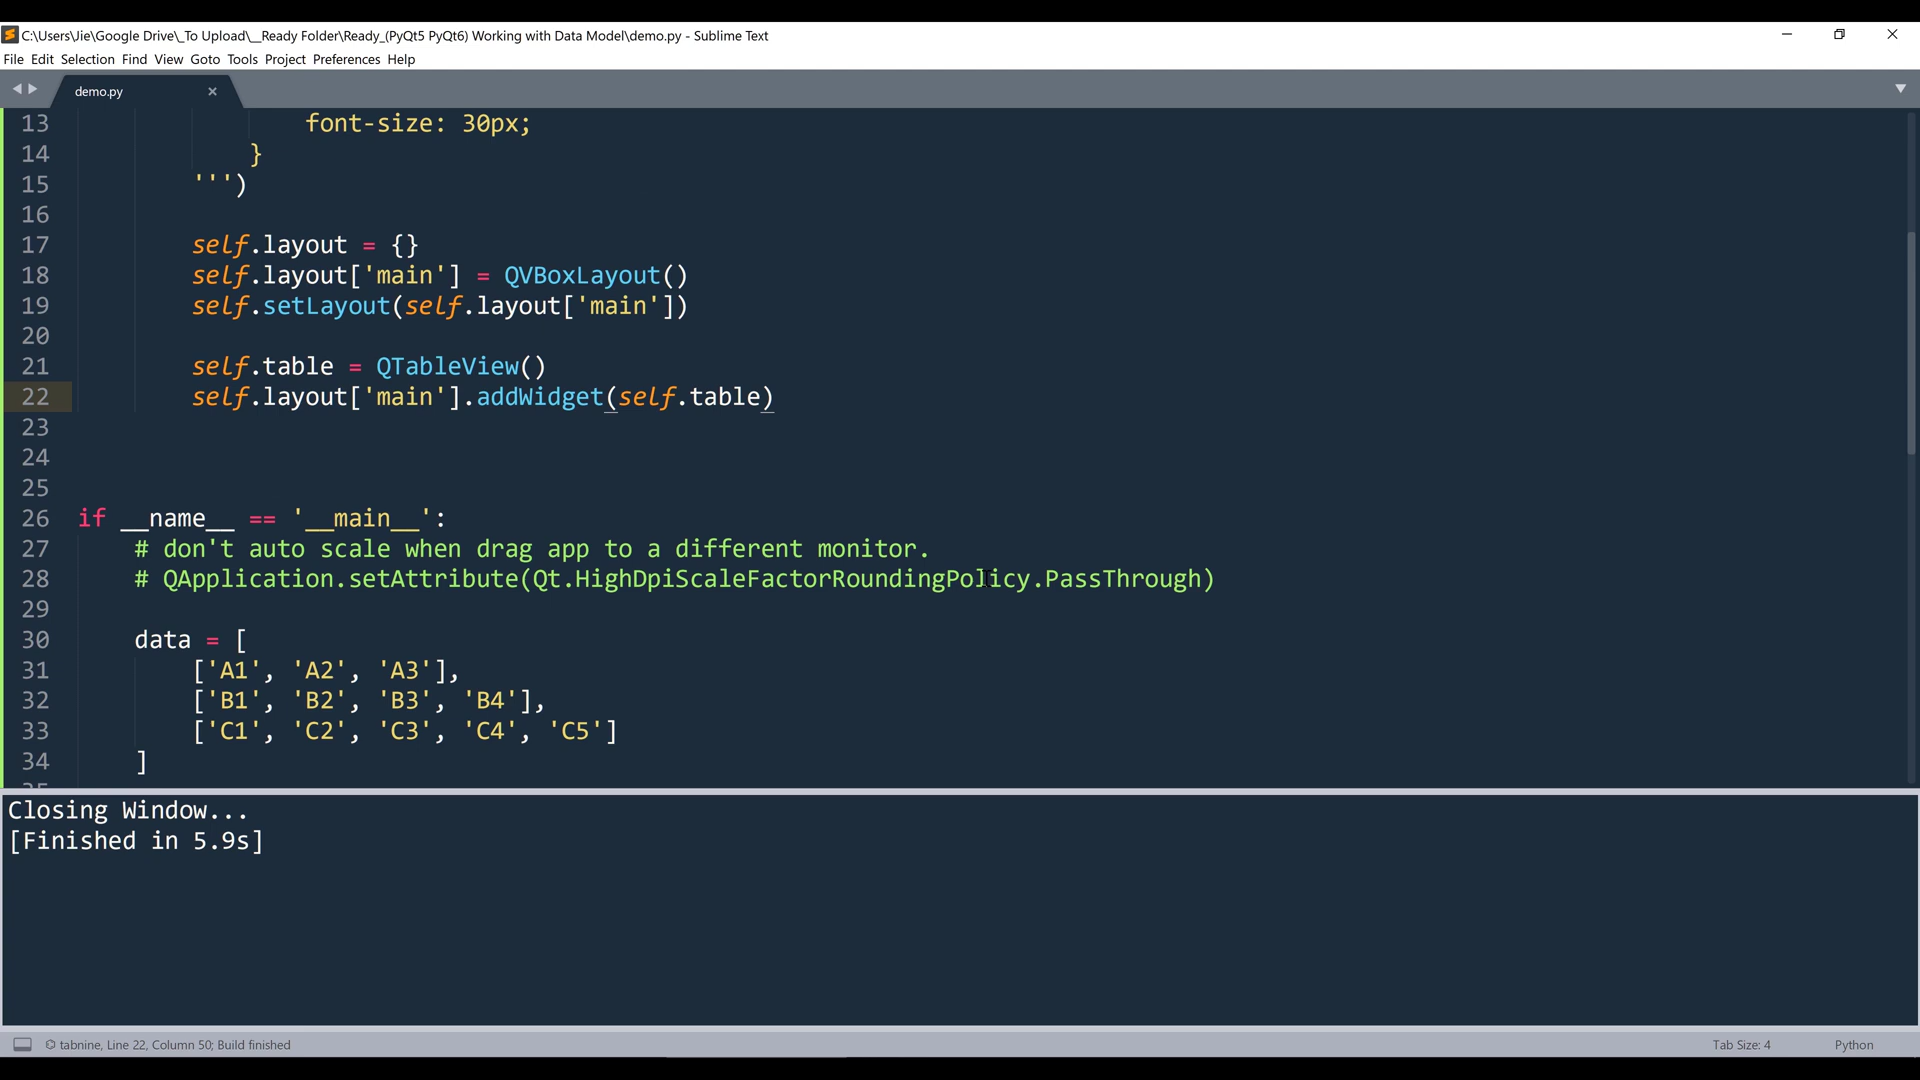 C:\Users\Jie\Google Drive\_To Upload\__Ready Folder\Ready_(PyQt5 PyQt6) Working with Data Model\demo.py - Sublime Text
File Edit Selection Find View Goto Tools Project Preferences Help
demo.py
13 font-size: 30px;
14 }
15 ''')
16
17 self.layout = {}
18 self.layout['main'] = QVBoxLayout()
19 self.setLayout(self.layout['main'])
20
21 self.table = QTableView()
22 self.layout['main'].addWidget(self.table)
23
24
25
26 if __name__ == '__main__':
27 # don't auto scale when drag app to a different monitor.
28 # QApplication.setAttribute(Qt.HighDpiScaleFactorRoundingPolicy.PassThrough)
29
30 data = [
31 ['A1', 'A2', 'A3'],
32 ['B1', 'B2', 'B3', 'B4'],
33 ['C1', 'C2', 'C3', 'C4', 'C5']
34 ]
Closing Window...
[Finished in 5.9s]
tabnine, Line 22, Column 50; Build finished Tab Size: 4 Python